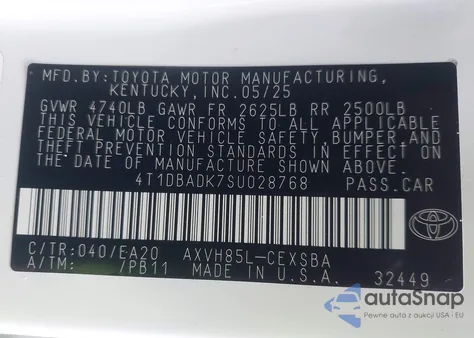 MFD.BY:TOYOTA MOTOR MANUFACTURING,
KENTUCKY,INC.05/25
GVWR 4740LB GAWR FR 2625LB RR 2500LB
THIS VEHICLE CONFORMS TO ALL APPLICABLE
FEDERAL MOTOR VEHICLE SAFETY,BUMPER AND
THEFT PREVENTION STANDARDS IN EFFECT ON
THE DATE OF MANUFACTURE SHOWN ABOVE.
4T1DBADK7SU028768 PASS.CAR
C/TR:040/EA20 AXVH85L-CEXSBA
A/TM: /PB11 MADE IN U.S.A. 32449
autoSnap
Pewne auta z aukcji USA i EU